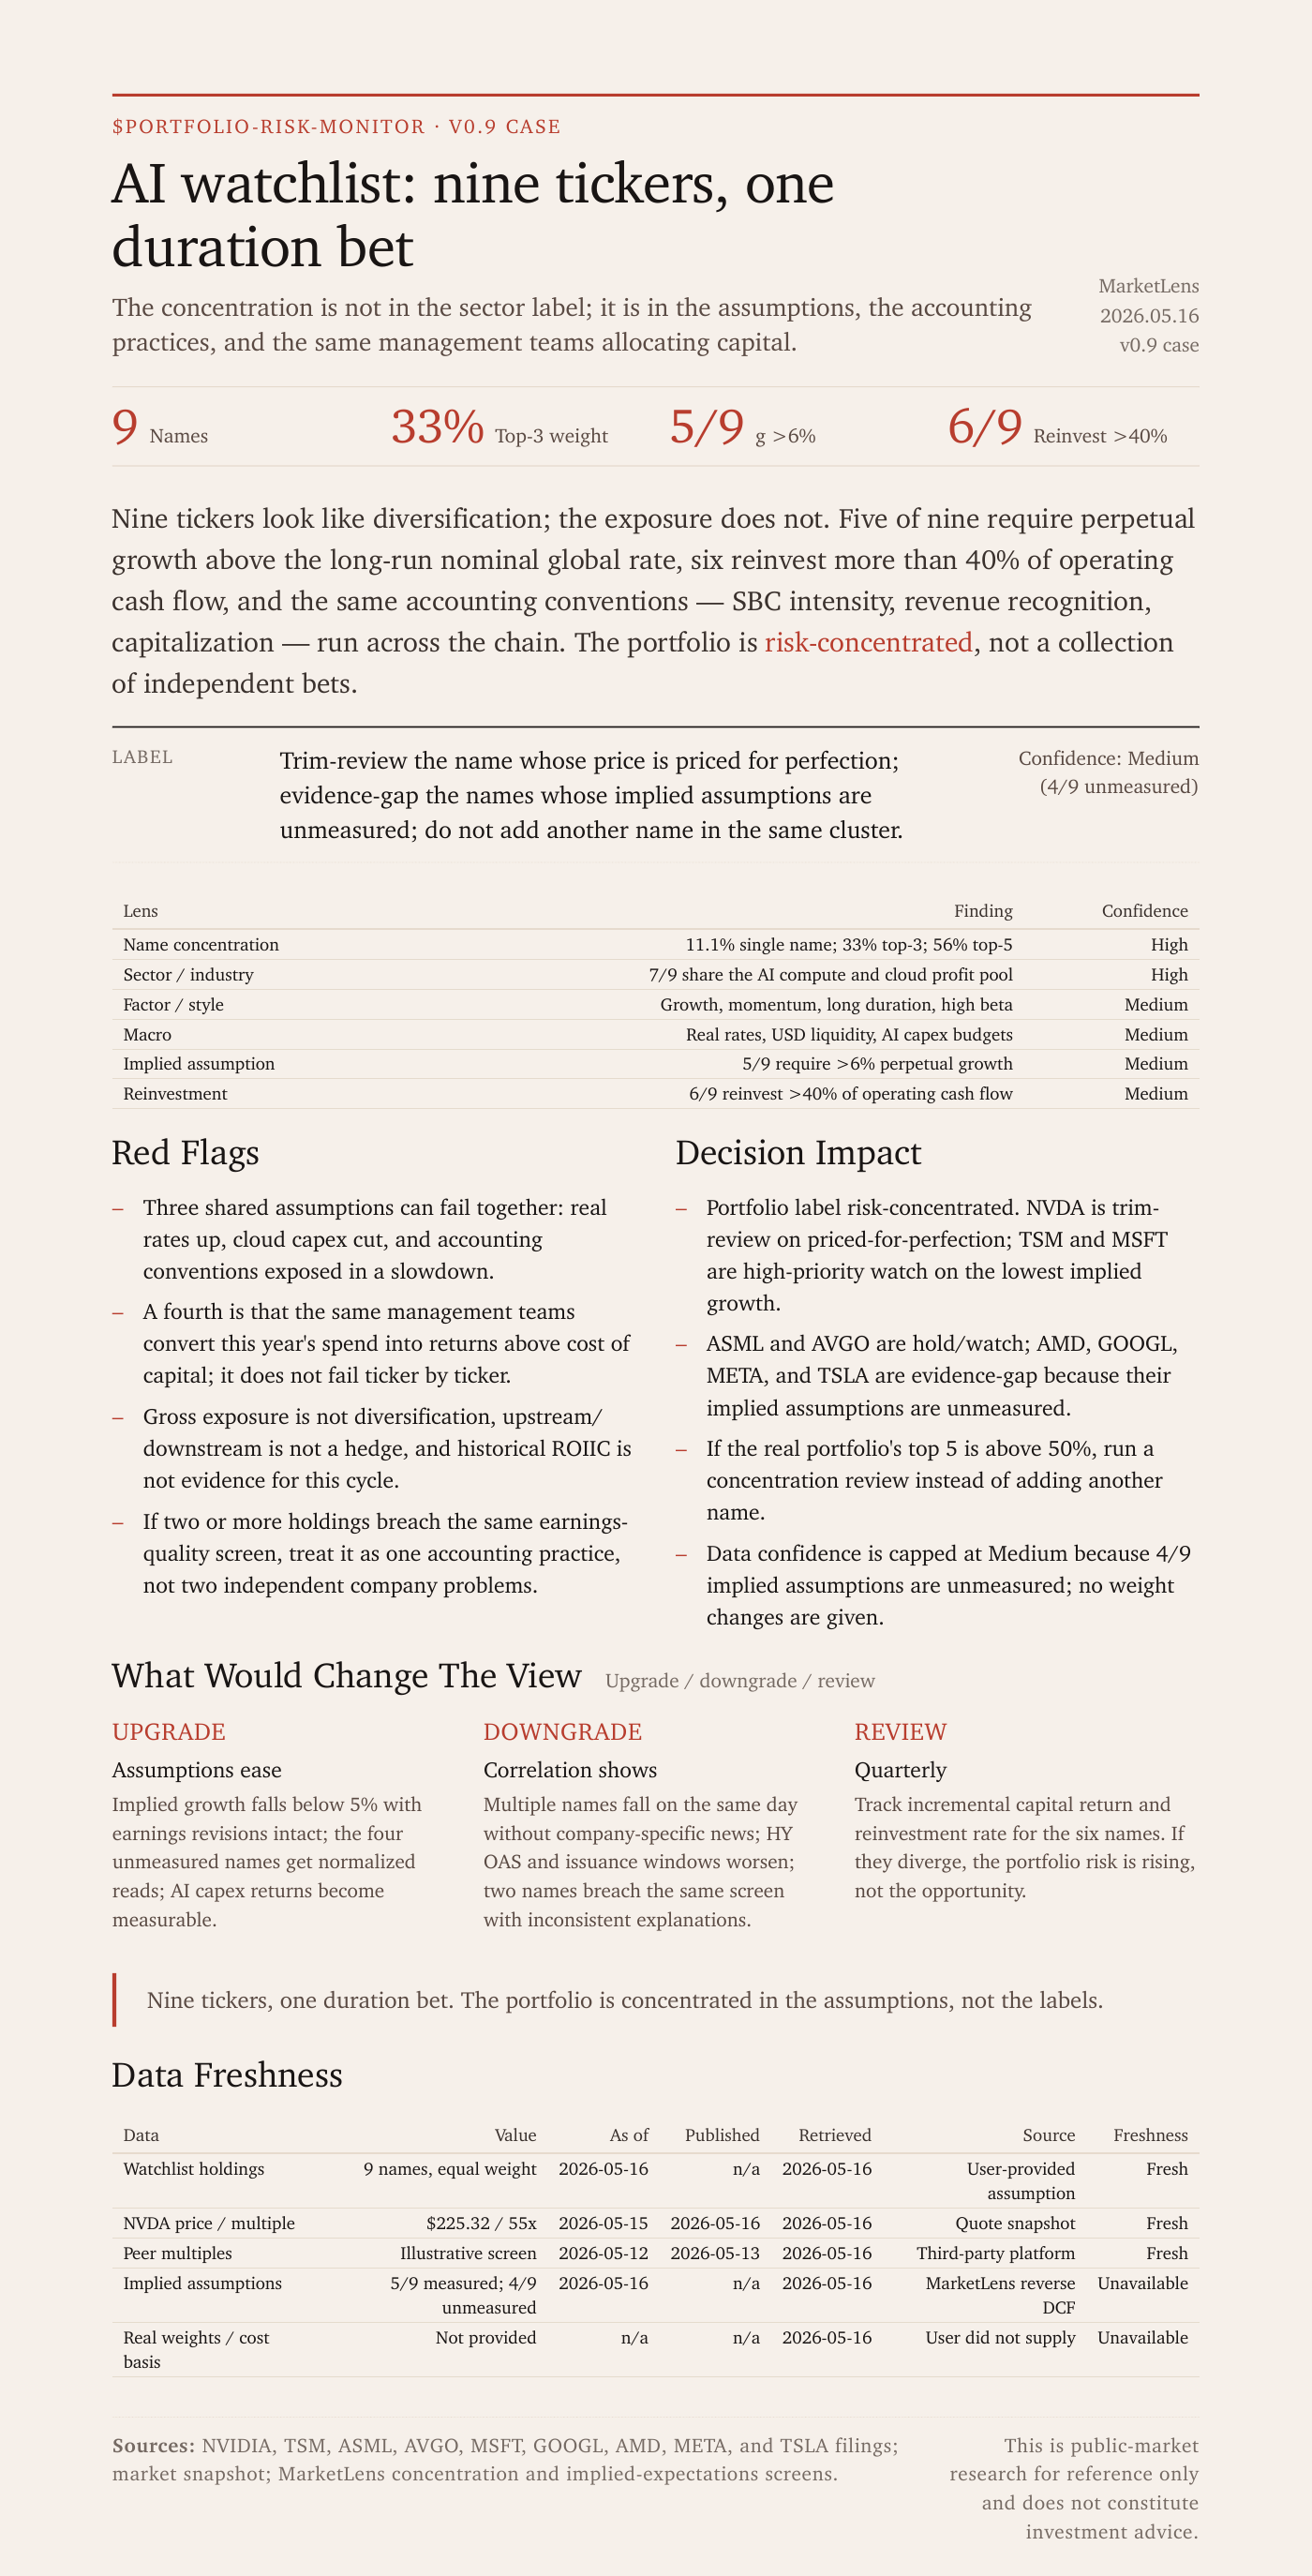 $PORTFOLIO-RISK-MONITOR · V0.9 CASE
AI watchlist: nine tickers, one
duration bet
The concentration is not in the sector label; it is in the assumptions, the accounting
practices, and the same management teams allocating capital.
MarketLens
2026.05.16
v0.9 case
9 Names
33% Top-3 weight
5/9 g >6%
6/9 Reinvest >40%
Nine tickers look like diversification; the exposure does not. Five of nine require perpetual
growth above the long-run nominal global rate, six reinvest more than 40% of operating
cash flow, and the same accounting conventions — SBC intensity, revenue recognition,
capitalization — run across the chain. The portfolio is risk-concentrated, not a collection
of independent bets.
LABEL
Trim-review the name whose price is priced for perfection;
evidence-gap the names whose implied assumptions are
unmeasured; do not add another name in the same cluster.
Confidence: Medium
(4/9 unmeasured)
Lens Finding Confidence
Name concentration 11.1% single name; 33% top-3; 56% top-5 High
Sector / industry 7/9 share the AI compute and cloud profit pool High
Factor / style Growth, momentum, long duration, high beta Medium
Macro Real rates, USD liquidity, AI capex budgets Medium
Implied assumption 5/9 require >6% perpetual growth Medium
Reinvestment 6/9 reinvest >40% of operating cash flow Medium
Red Flags
– Three shared assumptions can fail together: real
rates up, cloud capex cut, and accounting
conventions exposed in a slowdown.
– A fourth is that the same management teams
convert this year's spend into returns above cost of
capital; it does not fail ticker by ticker.
– Gross exposure is not diversification, upstream/
downstream is not a hedge, and historical ROIIC is
not evidence for this cycle.
– If two or more holdings breach the same earnings-
quality screen, treat it as one accounting practice,
not two independent company problems.
Decision Impact
– Portfolio label risk-concentrated. NVDA is trim-
review on priced-for-perfection; TSM and MSFT
are high-priority watch on the lowest implied
growth.
– ASML and AVGO are hold/watch; AMD, GOOGL,
META, and TSLA are evidence-gap because their
implied assumptions are unmeasured.
– If the real portfolio's top 5 is above 50%, run a
concentration review instead of adding another
name.
– Data confidence is capped at Medium because 4/9
implied assumptions are unmeasured; no weight
changes are given.
What Would Change The View Upgrade / downgrade / review
UPGRADE
Assumptions ease
Implied growth falls below 5% with
earnings revisions intact; the four
unmeasured names get normalized
reads; AI capex returns become
measurable.
DOWNGRADE
Correlation shows
Multiple names fall on the same day
without company-specific news; HY
OAS and issuance windows worsen;
two names breach the same screen
with inconsistent explanations.
REVIEW
Quarterly
Track incremental capital return and
reinvestment rate for the six names. If
they diverge, the portfolio risk is rising,
not the opportunity.
Nine tickers, one duration bet. The portfolio is concentrated in the assumptions, not the labels.
Data Freshness
Data Value As of Published Retrieved Source Freshness
Watchlist holdings 9 names, equal weight 2026-05-16 n/a 2026-05-16 User-provided Fresh
assumption
NVDA price / multiple $225.32 / 55x 2026-05-15 2026-05-16 2026-05-16 Quote snapshot Fresh
Peer multiples Illustrative screen 2026-05-12 2026-05-13 2026-05-16 Third-party platform Fresh
Implied assumptions 5/9 measured; 4/9 2026-05-16 n/a 2026-05-16 MarketLens reverse Unavailable
unmeasured DCF
Real weights / cost Not provided n/a n/a 2026-05-16 User did not supply Unavailable
basis
Sources: NVIDIA, TSM, ASML, AVGO, MSFT, GOOGL, AMD, META, and TSLA filings;
market snapshot; MarketLens concentration and implied-expectations screens.
This is public-market
research for reference only
and does not constitute
investment advice.